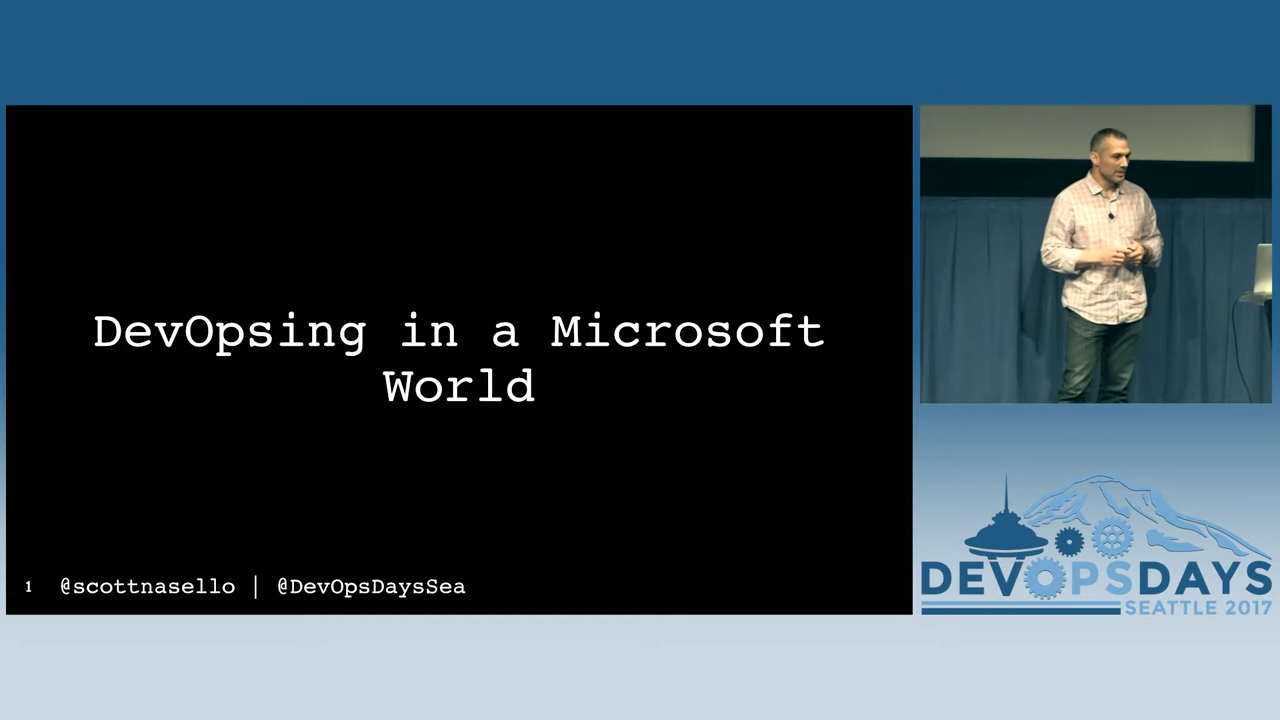 DevOpsing in a Microsoft
World
1 @scottnasello | @DevOpsDaysSea
DEVOPSDAYS
SEATTLE 2017